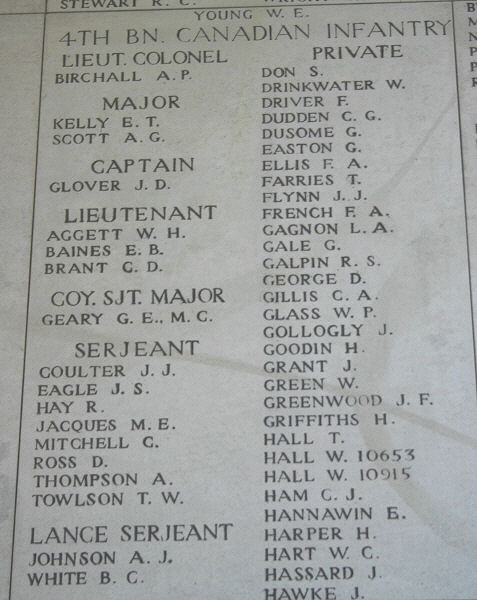 STEWART R. C.
YOUNG W. E.
4TH BN. CANADIAN INFANTRY
LIEUT. COLONEL
BIRCHALL A. P.
MAJOR
KELLY E. T.
SCOTT A. G.
CAPTAIN
GLOVER J. D.
LIEUTENANT
AGGETT W. H.
BAINES E. B.
BRANT C. D.
COY. SJT. MAJOR
GEARY G. E., M. C.
SERJEANT
COULTER J. J.
EAGLE J. S.
HAY R.
JACQUES M. E.
MITCHELL C.
ROSS D.
THOMPSON A.
TOWLSON T. W.
LANCE SERJEANT
JOHNSON A. J.
WHITE B. C.
PRIVATE
DON S.
DRINKWATER W.
DRIVER F.
DUDDEN C. G.
DUSOME G.
EASTON G.
ELLIS F. A.
FARRIES T.
FLYNN J. J.
FRENCH F. A.
GAGNON L. A.
GALE G.
GALPIN R. S.
GEORGE D.
GILLIS C. A.
GLASS W. P.
GOLLOGLY J.
GOODIN H.
GRANT J.
GREEN W.
GREENWOOD J. F.
GRIFFITHS H.
HALL T.
HALL W. 10653
HALL W. 10915
HAM C. J.
HANNAWIN E.
HARPER H.
HART W. C.
HASSARD J.
HAWKE J.